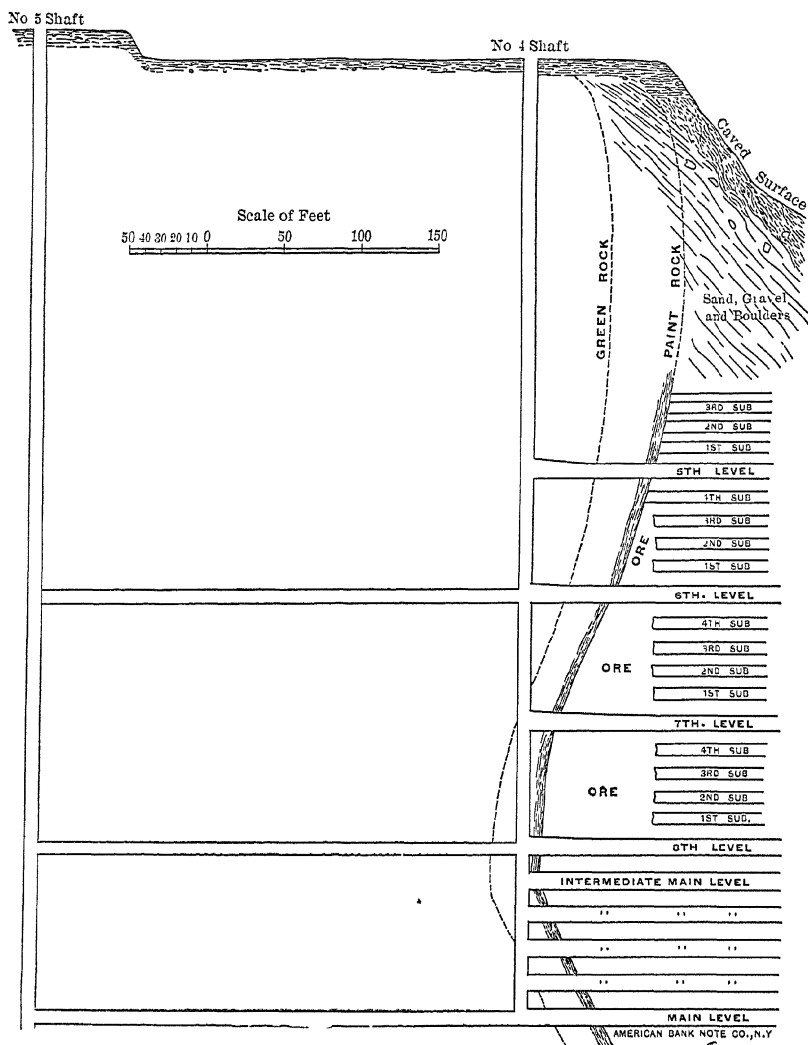 No 5 Shaft
No 4 Shaft
Caved Surface
Scale of Feet
50 40 30 20 10 0 50 100 150
GREEN ROCK
PAINT ROCK
Sand, Gravel
and Boulders
3RD SUB
2ND SUB
1ST SUB
5TH LEVEL
4TH SUB
3RD SUB
2ND SUB
1ST SUB
ORE
6TH. LEVEL
4TH SUB
3RD SUB
ORE
2ND SUB
1ST SUB
7TH. LEVEL
4TH SUB
3RD SUB
ORE
2ND SUB
1ST SUB.
8TH LEVEL
INTERMEDIATE MAIN LEVEL
" " "
" " "
" " "
MAIN LEVEL
AMERICAN BANK NOTE CO., N.Y